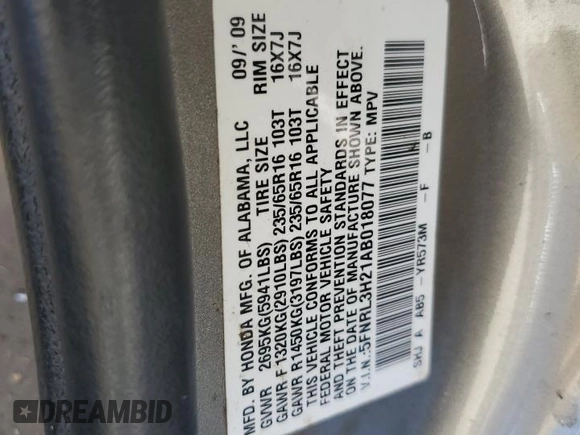 MFD. BY HONDA MFG. OF ALABAMA, LLC 09/'09
GVWR 2695KG(5941LBS) TIRE SIZE RIM SIZE
GAWR F 1320KG(2910LBS) 235/65R16 103T 16X7J
GAWR R 1450KG(3197LBS) 235/65R16 103T 16X7J
THIS VEHICLE CONFORMS TO ALL APPLICABLE
FEDERAL MOTOR VEHICLE SAFETY
AND THEFT PREVENTION STANDARDS IN EFFECT
ON THE DATE OF MANUFACTURE SHOWN ABOVE.
V.I.N.:5FNRL3H21AB018077 TYPE: MPV
SHJ A AB5 -YR573M -F -B
DREAMBID
.COM